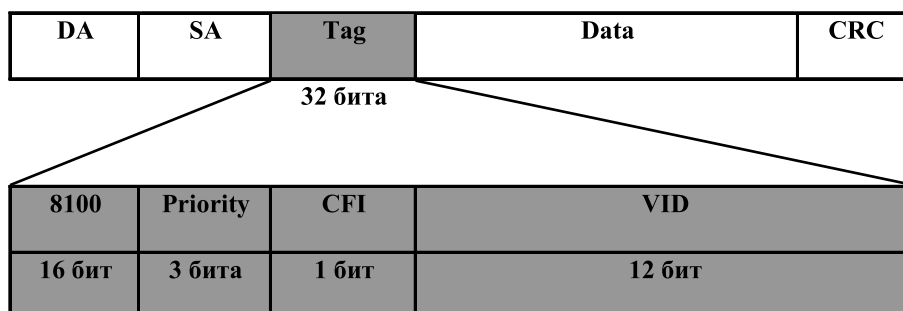 DA SA Tag Data CRC
32 бита
8100 Priority CFI VID
16 бит 3 бита 1 бит 12 бит